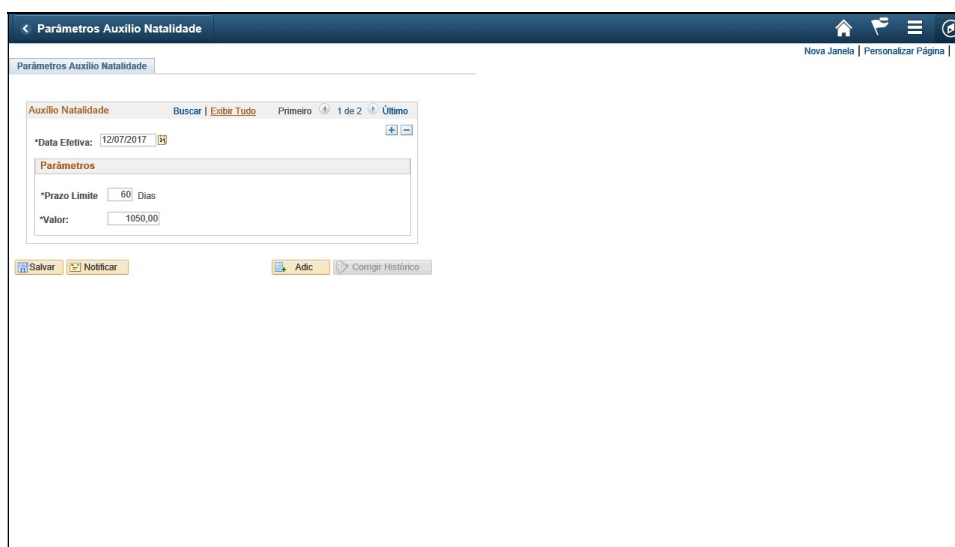 Parâmetros Auxílio Natalidade
Nova Janela | Personalizar Página |
Parâmetros Auxílio Natalidade
Auxílio Natalidade Buscar | Exibir Tudo Primeiro 1 de 2 Último
*Data Efetiva: 12/07/2017
Parâmetros
*Prazo Limite 60 Dias
*Valor: 1050,00
Salvar Notificar Adic Corrigir Histórico